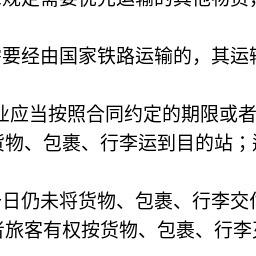 规定需要优先运输的其他物资，
需要经由国家铁路运输的，其运输
业应当按照合同约定的期限或者
货物、包裹、行李运到目的站；
日仍未将货物、包裹、行李交付
者旅客有权按货物、包裹、行李灭